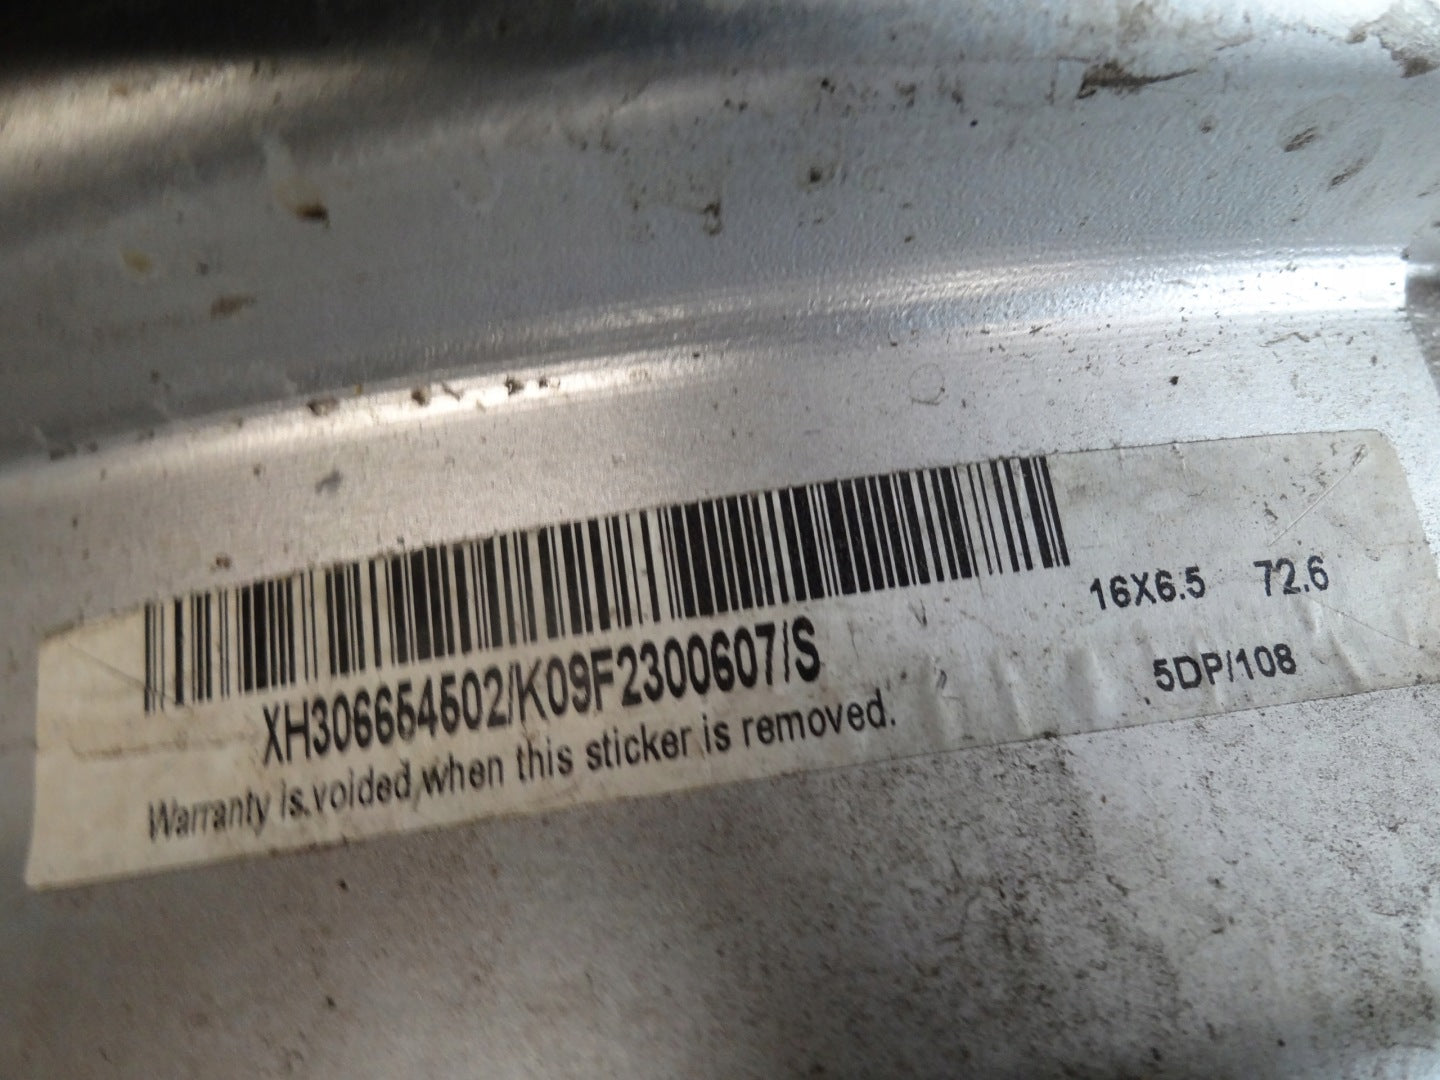 XH306654502/K09F2300607/S
Warranty is voided when this sticker is removed.
16X6.5 72.6
5DP/108